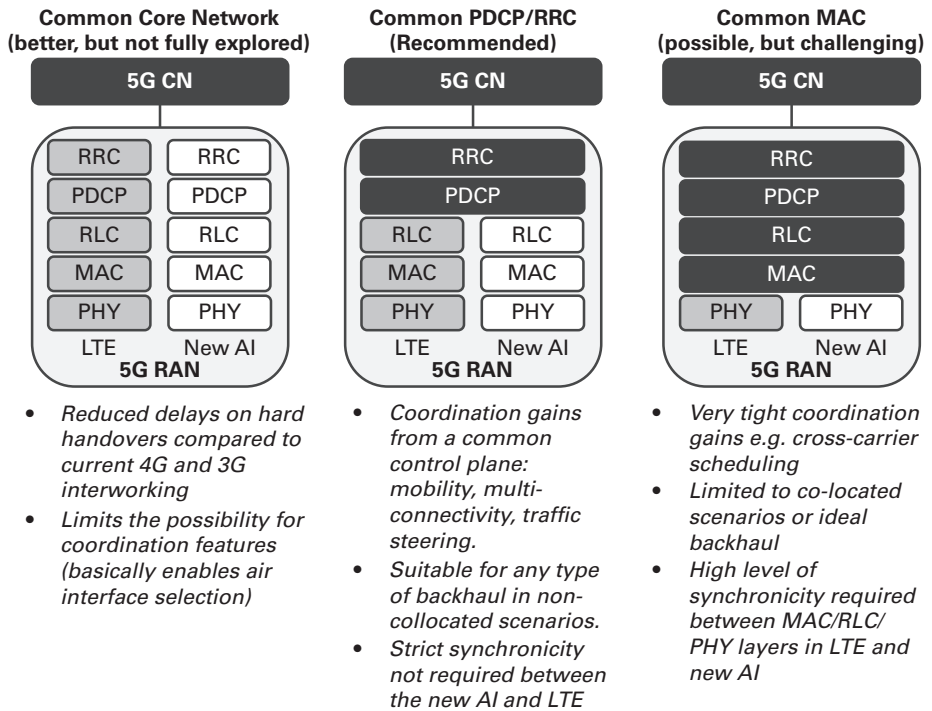 Common Core Network
(better, but not fully explored)
5G CN
RRC RRC
PDCP PDCP
RLC RLC
MAC MAC
PHY PHY
LTE New AI
5G RAN
• Reduced delays on hard
handovers compared to
current 4G and 3G
interworking
• Limits the possibility for
coordination features
(basically enables air
interface selection)
Common PDCP/RRC
(Recommended)
5G CN
RRC
PDCP
RLC RLC
MAC MAC
PHY PHY
LTE New AI
5G RAN
• Coordination gains
from a common
control plane:
mobility, multi-
connectivity, traffic
steering.
• Suitable for any type
of backhaul in non-
collocated scenarios.
• Strict synchronicity
not required between
the new AI and LTE
Common MAC
(possible, but challenging)
5G CN
RRC
PDCP
RLC
MAC
PHY PHY
LTE New AI
5G RAN
• Very tight coordination
gains e.g. cross-carrier
scheduling
• Limited to co-located
scenarios or ideal
backhaul
• High level of
synchronicity required
between MAC/RLC/
PHY layers in LTE and
new AI